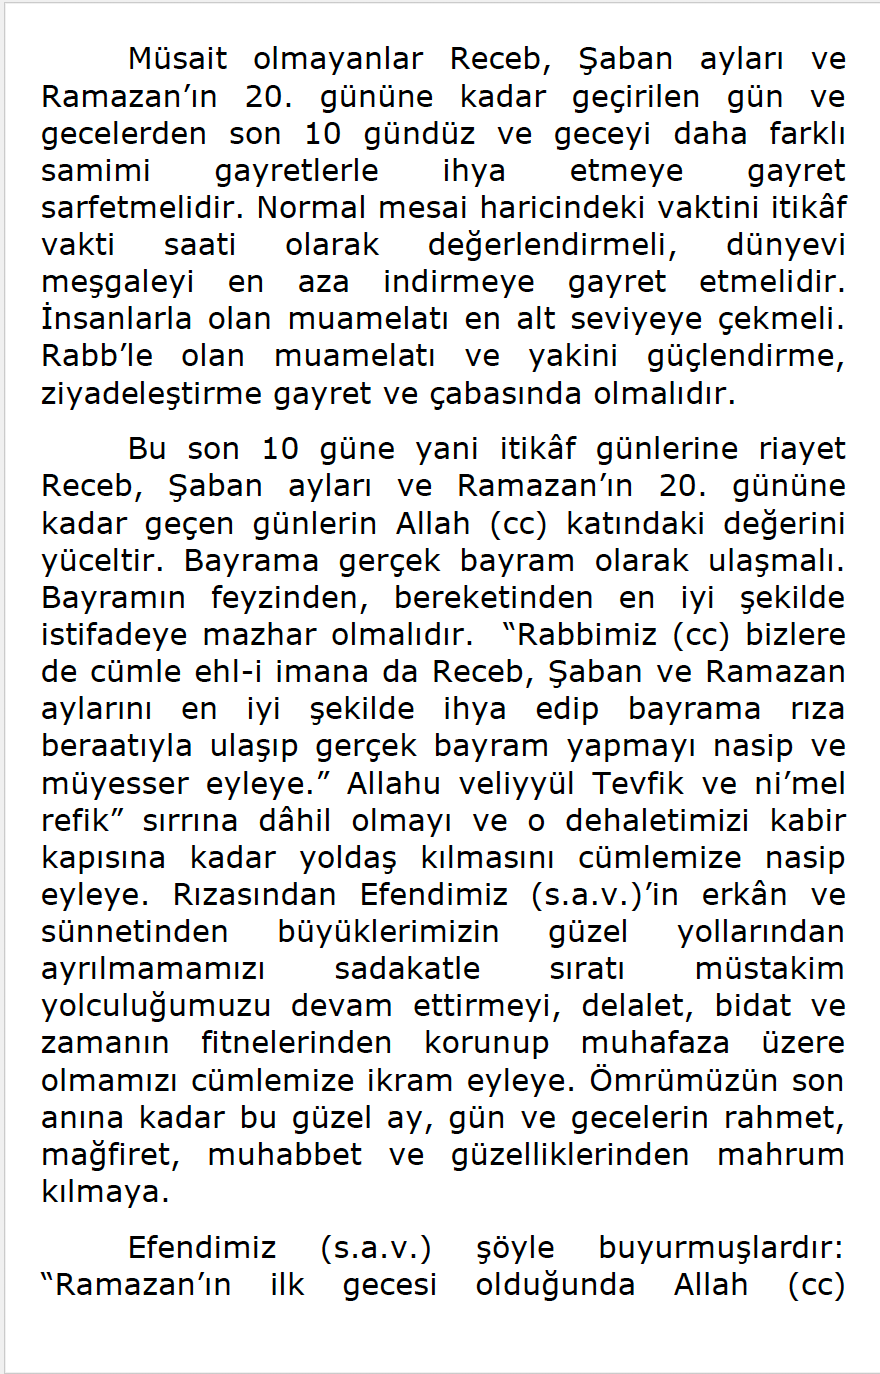 Müsait olmayanlar Receb, Şaban ayları ve
Ramazan’ın 20. gününe kadar geçirilen gün ve
gecelerden son 10 gündüz ve geceyi daha farklı
samimi gayretlerle ihya etmeye gayret
sarfetmelidir. Normal mesai haricindeki vaktini itikâf
vakti saati olarak değerlendirmeli, dünyevi
meşgaleyi en aza indirmeye gayret etmelidir.
İnsanlarla olan muamelatı en alt seviyeye çekmeli.
Rabb’le olan muamelatı ve yakini güçlendirme,
ziyadeleştirme gayret ve çabasında olmalıdır.
Bu son 10 güne yani itikâf günlerine riayet
Receb, Şaban ayları ve Ramazan’ın 20. gününe
kadar geçen günlerin Allah (cc) katındaki değerini
yüceltir. Bayrama gerçek bayram olarak ulaşmalı.
Bayramın feyzinden, bereketinden en iyi şekilde
istifadeye mazhar olmalıdır. “Rabbimiz (cc) bizlere
de cümle ehl-i imana da Receb, Şaban ve Ramazan
aylarını en iyi şekilde ihya edip bayrama rıza
beraatıyla ulaşıp gerçek bayram yapmayı nasip ve
müyesser eyleye.” Allahu veliyyül Tevfik ve ni’mel
refik” sırrına dâhil olmayı ve o dehaletimizi kabir
kapısına kadar yoldaş kılmasını cümlemize nasip
eyleye. Rızasından Efendimiz (s.a.v.)’in erkân ve
sünnetinden büyüklerimizin güzel yollarından
ayrılmamamızı sadakatle sıratı müstakim
yolculuğumuzu devam ettirmeyi, delalet, bidat ve
zamanın fitnelerinden korunup muhafaza üzere
olmamızı cümlemize ikram eyleye. Ömrümüzün son
anına kadar bu güzel ay, gün ve gecelerin rahmet,
mağfiret, muhabbet ve güzelliklerinden mahrum
kılmaya.
Efendimiz (s.a.v.) şöyle buyurmuşlardır:
“Ramazan’ın ilk gecesi olduğunda Allah (cc)